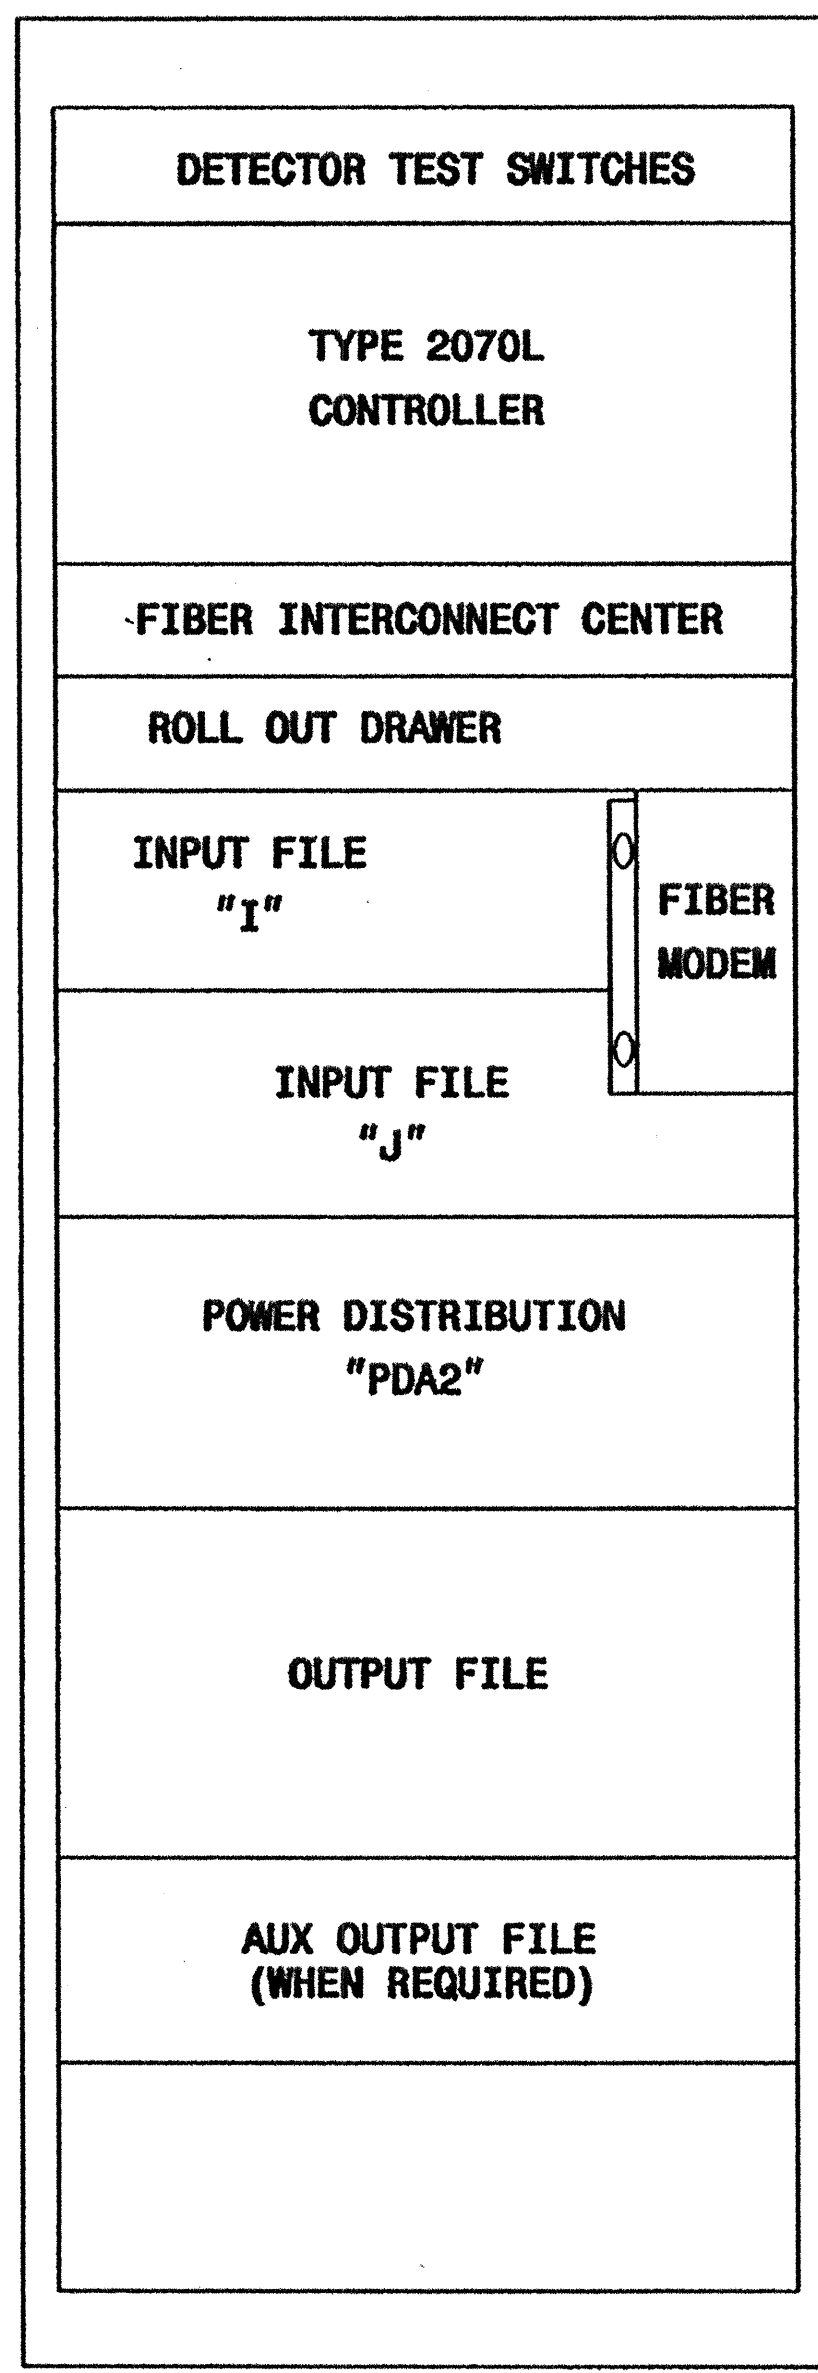 DETECTOR TEST SWITCHES
TYPE 2070L
CONTROLLER
FIBER INTERCONNECT CENTER
ROLL OUT DRAWER
INPUT FILE
"I"
FIBER
MODEM
INPUT FILE
"J"
POWER DISTRIBUTION
"PDA2"
OUTPUT FILE
AUX OUTPUT FILE
(WHEN REQUIRED)